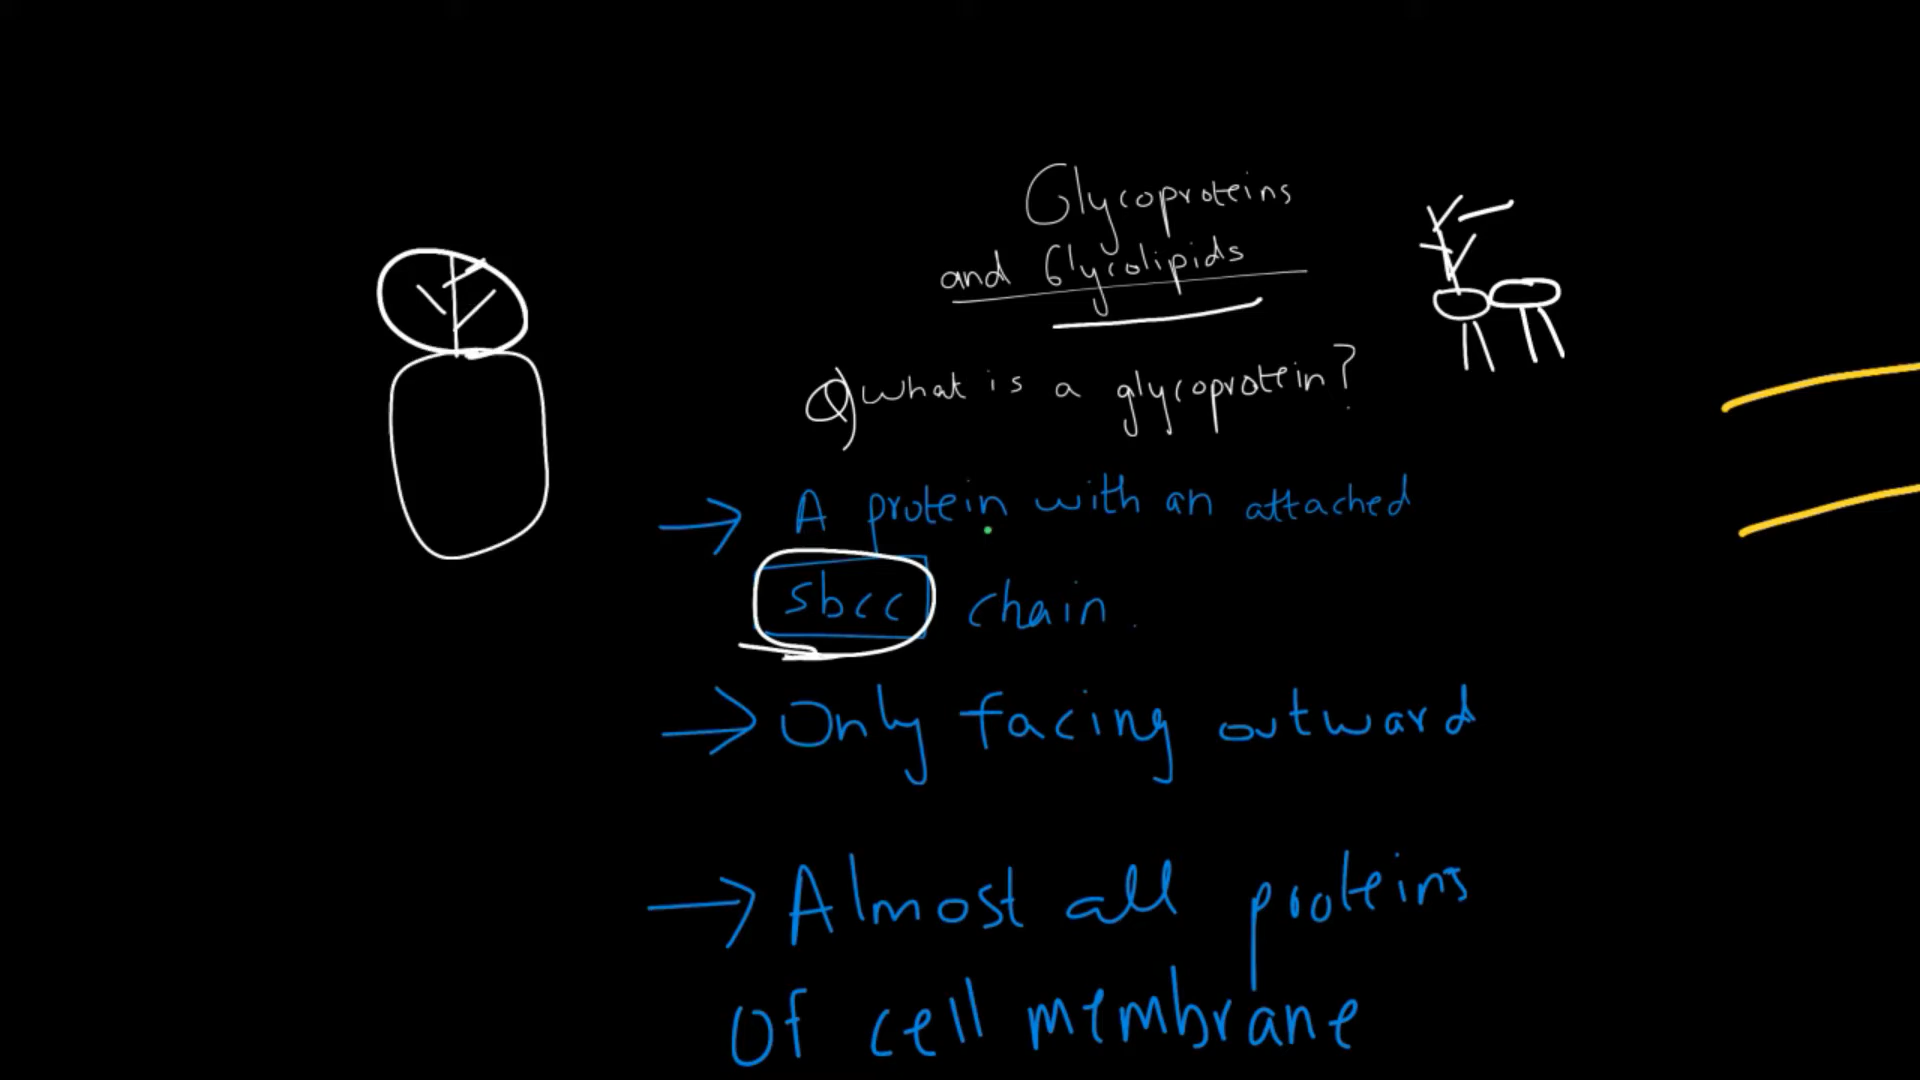 Glycoproteins
and Glycolipids
Q) What is a glycoprotein?
→ A protein with an attached
sbcc chain.
→ Only facing outward
→ Almost all proteins
of cell membrane